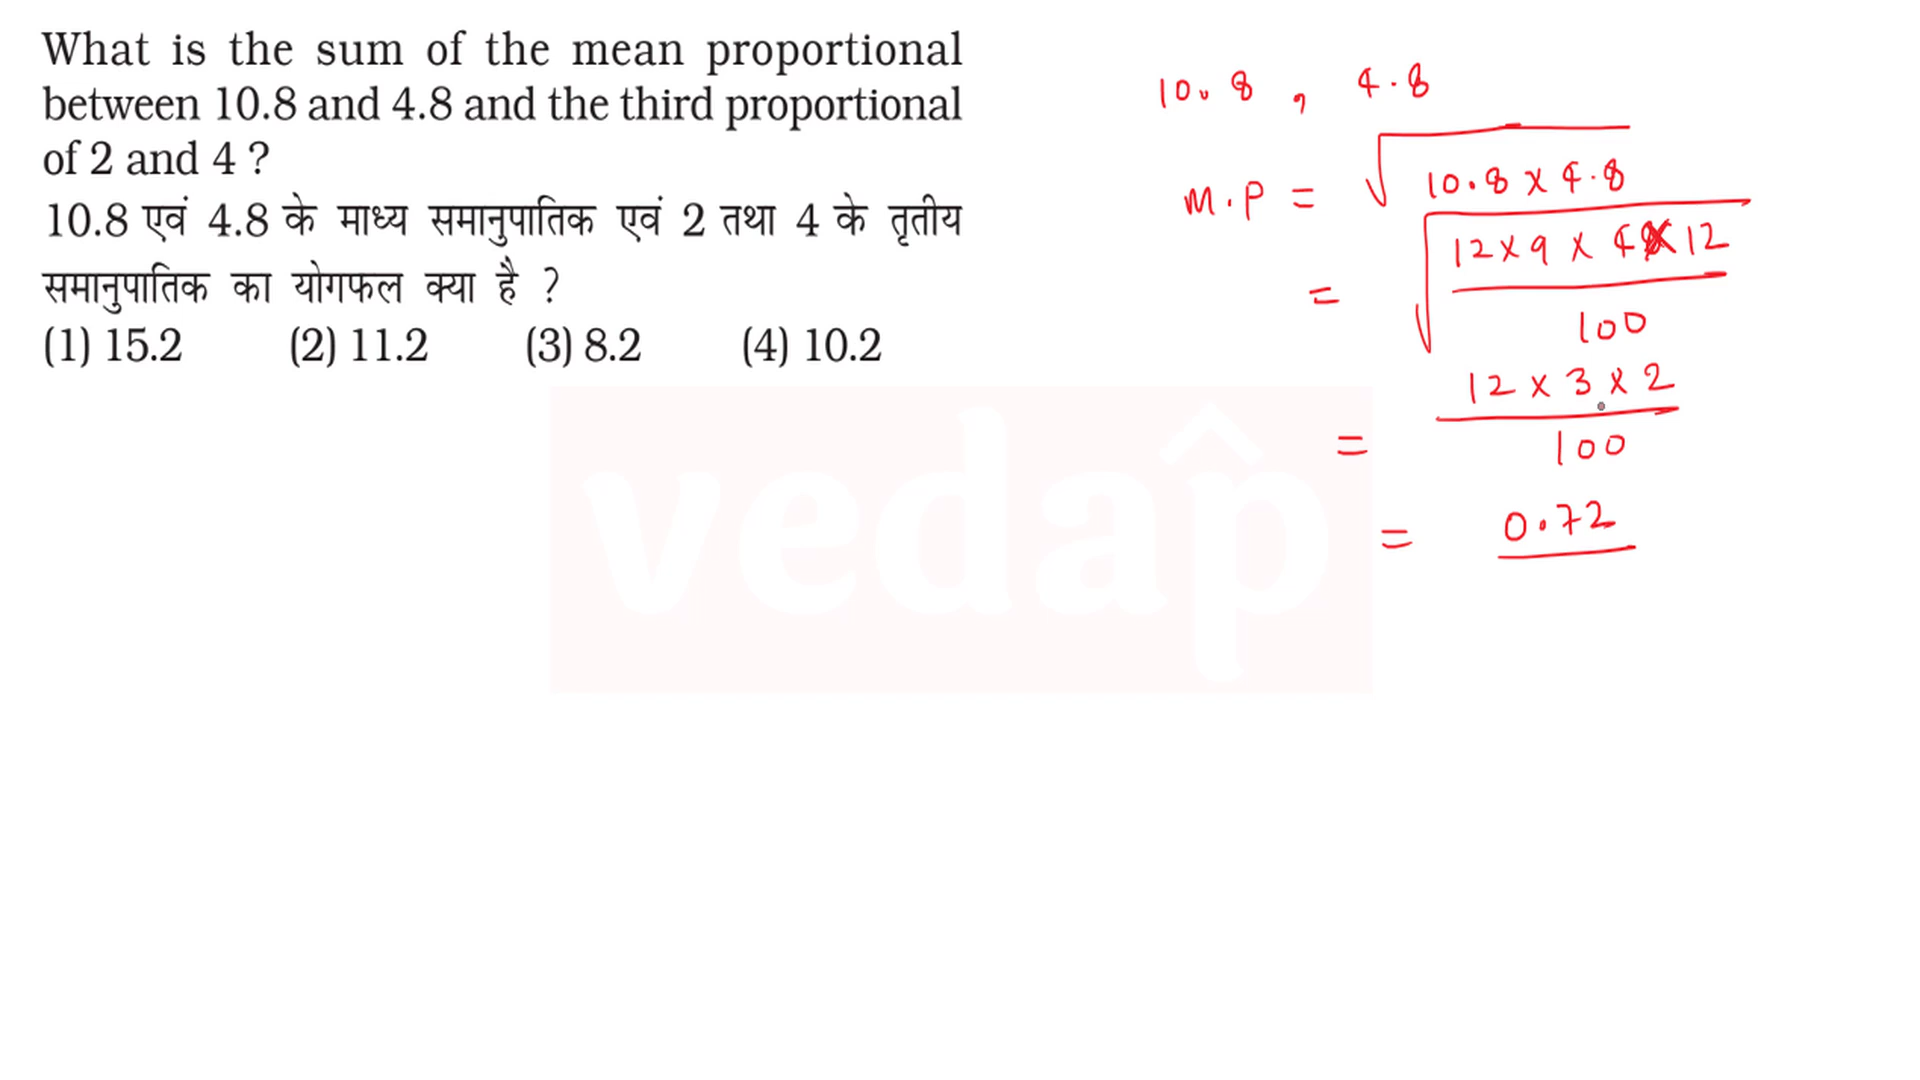 What is the sum of the mean proportional
between 10.8 and 4.8 and the third proportional
of 2 and 4 ?
10.8 एवं 4.8 के माध्य समानुपातिक एवं 2 तथा 4 के तृतीय
समानुपातिक का योगफल क्या है ?
(1) 15.2 (2) 11.2 (3) 8.2 (4) 10.2
10.8 , 4.8
M.P = √10.8 × 4.8
= √12 × 9 × 4 × 12
100
= 12 × 3 × 2
100
= 0.72
vedap